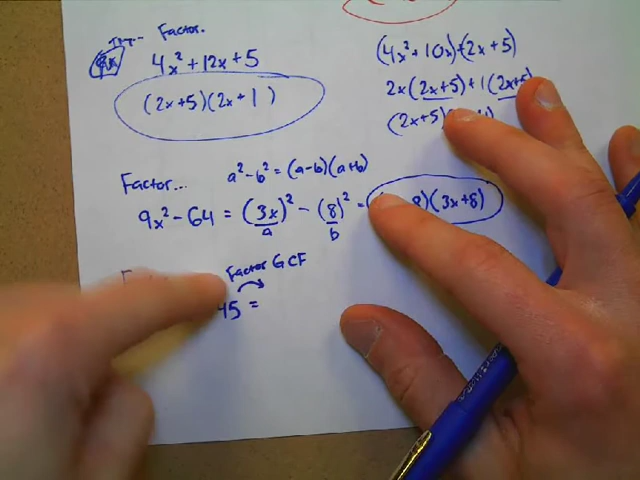 Try... Factor.
4x² + 12x + 5
(2x+5)(2x+1)
(4x² + 10x) + (2x + 5)
2x(2x+5) + 1(2x+5)
(2x+5)
Factor... a² - b² = (a-b)(a+b)
9x² - 64 = (3x)² - (8)² = 8)(3x+8)
a b
Factor GCF
45 =